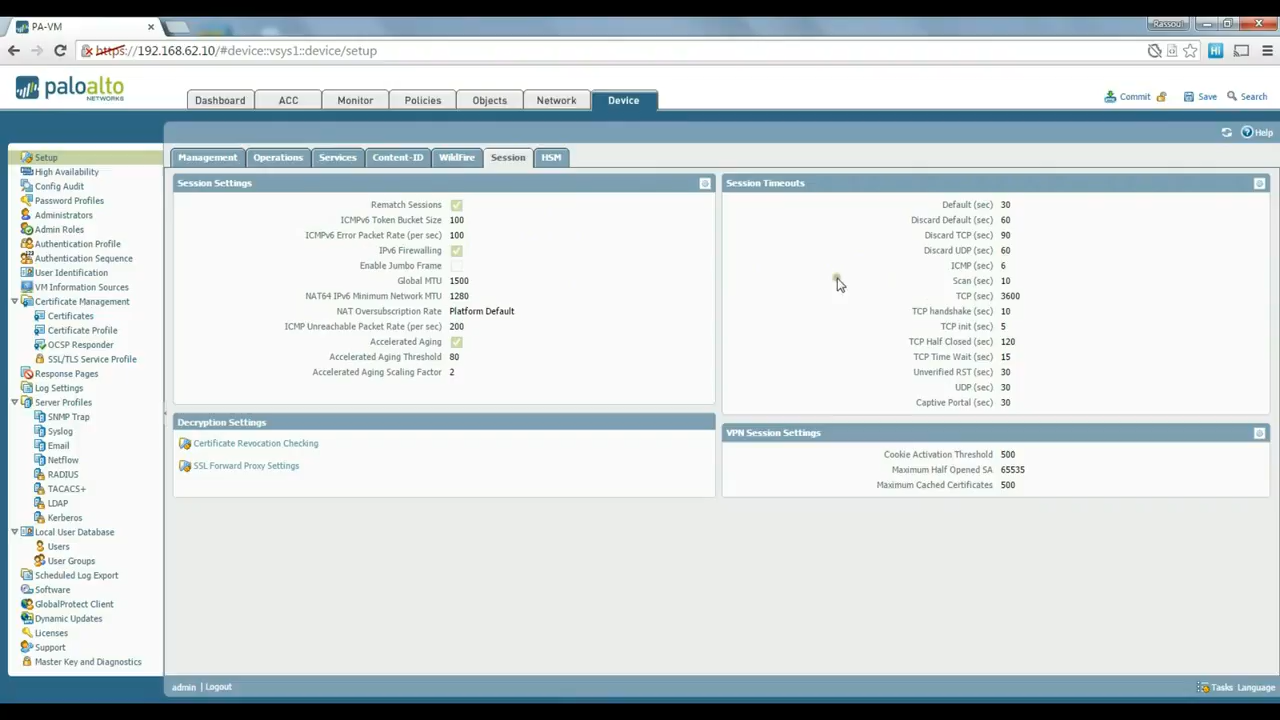 PA-VM
Rassoul
https://192.168.62.10/#device::vsys1::device/setup
paloalto
NETWORKS
Dashboard
ACC
Monitor
Policies
Objects
Network
Device
Commit
Save
Search
Help
Setup
High Availability
Config Audit
Password Profiles
Administrators
Admin Roles
Authentication Profile
Authentication Sequence
User Identification
VM Information Sources
Certificate Management
Certificates
Certificate Profile
OCSP Responder
SSL/TLS Service Profile
Response Pages
Log Settings
Server Profiles
SNMP Trap
Syslog
Email
Netflow
RADIUS
TACACS+
LDAP
Kerberos
Local User Database
Users
User Groups
Scheduled Log Export
Software
GlobalProtect Client
Dynamic Updates
Licenses
Support
Master Key and Diagnostics
Management
Operations
Services
Content-ID
WildFire
Session
HSM
Session Settings
Rematch Sessions
ICMPv6 Token Bucket Size 100
ICMPv6 Error Packet Rate (per sec) 100
IPv6 Firewalling
Enable Jumbo Frame
Global MTU 1500
NAT64 IPv6 Minimum Network MTU 1280
NAT Oversubscription Rate Platform Default
ICMP Unreachable Packet Rate (per sec) 200
Accelerated Aging
Accelerated Aging Threshold 80
Accelerated Aging Scaling Factor 2
Decryption Settings
Certificate Revocation Checking
SSL Forward Proxy Settings
Session Timeouts
Default (sec) 30
Discard Default (sec) 60
Discard TCP (sec) 90
Discard UDP (sec) 60
ICMP (sec) 6
Scan (sec) 10
TCP (sec) 3600
TCP handshake (sec) 10
TCP init (sec) 5
TCP Half Closed (sec) 120
TCP Time Wait (sec) 15
Unverified RST (sec) 30
UDP (sec) 30
Captive Portal (sec) 30
VPN Session Settings
Cookie Activation Threshold 500
Maximum Half Opened SA 65535
Maximum Cached Certificates 500
admin | Logout
Tasks Language